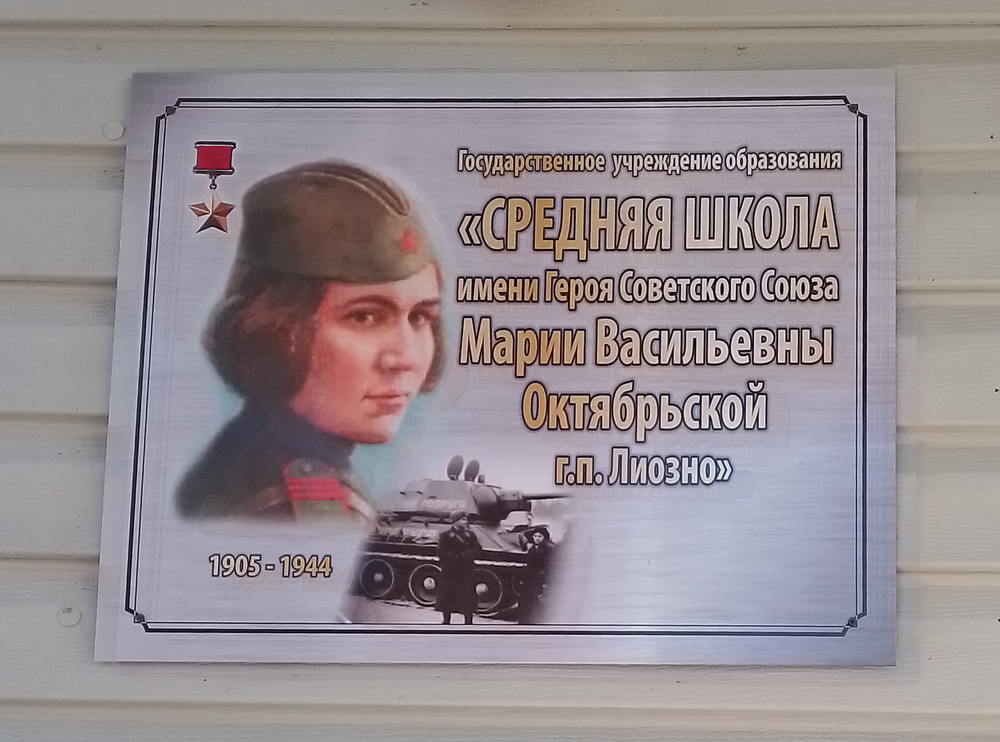 Государственное учреждение образования
«СРЕДНЯЯ ШКОЛА
имени Героя Советского Союза
Марии Васильевны
Октябрьской
г.п. Лиозно»
1905 - 1944